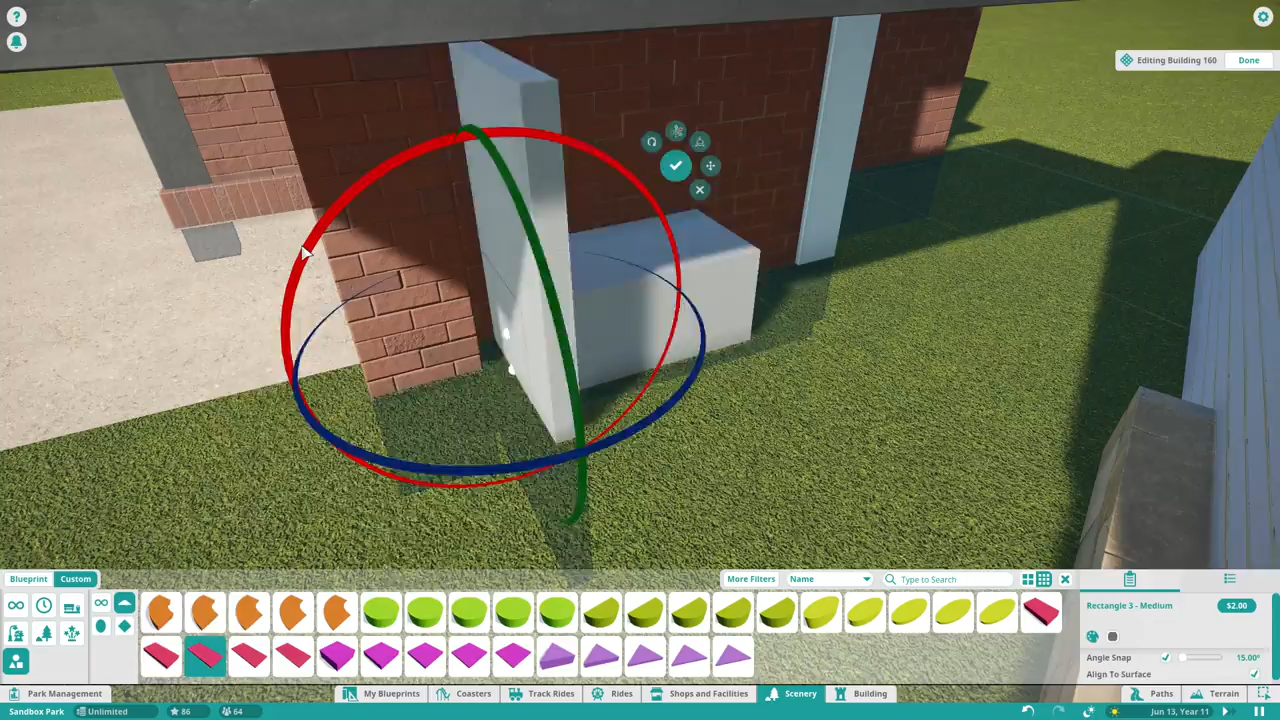 ?
Editing Building 160 Done
Blueprint Custom More Filters Name Type to Search
Rectangle 3 - Medium $2.00
Angle Snap 15.00°
Align To Surface
Park Management My Blueprints Coasters Track Rides Rides Shops and Facilities Scenery Building Paths Terrain
Sandbox Park Unlimited 86 64 Jun 13, Year 11